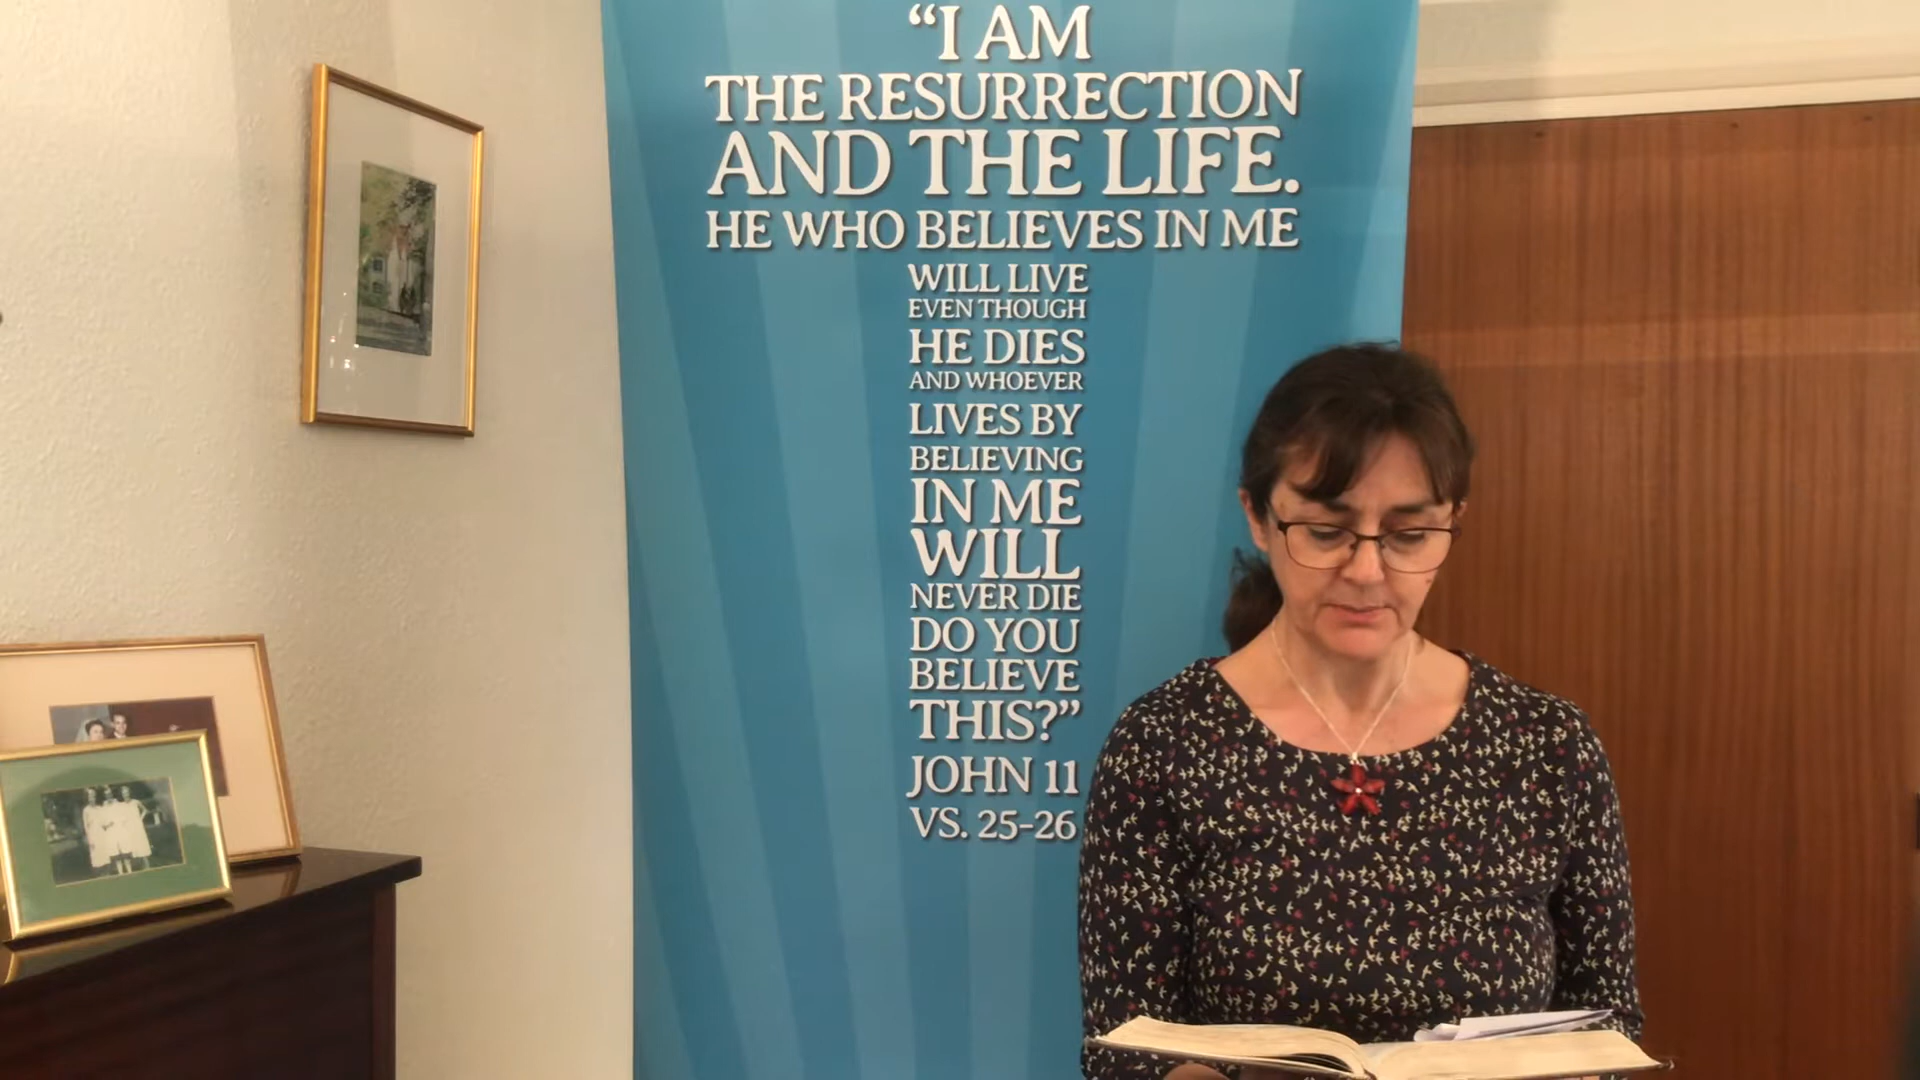 “I AM
THE RESURRECTION
AND THE LIFE.
HE WHO BELIEVES IN ME
WILL LIVE
EVEN THOUGH
HE DIES
AND WHOEVER
LIVES BY
BELIEVING
IN ME
WILL
NEVER DIE
DO YOU
BELIEVE
THIS?”
JOHN 11
VS. 25-26